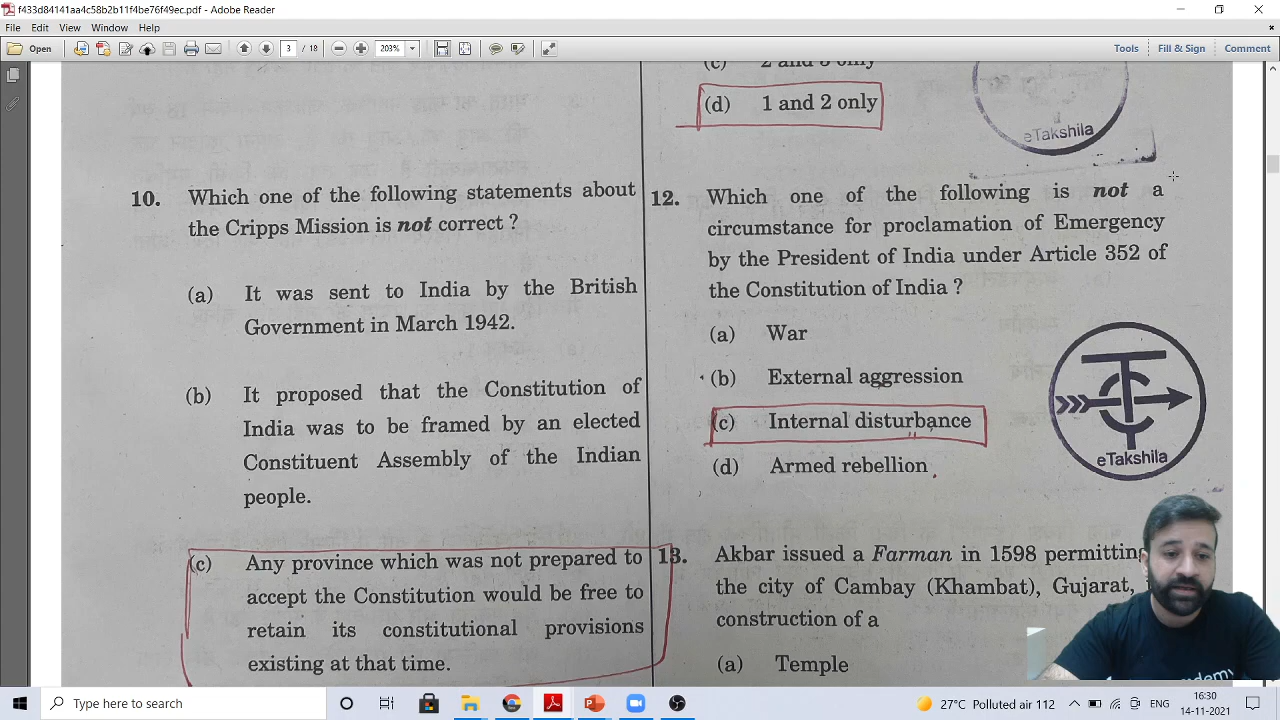 f433d84141aa4c58b2b11f4be76f49ec.pdf - Adobe Reader
File Edit View Window Help
Open
3 / 18
203%
Tools Fill & Sign Comment
10. Which one of the following statements about
the Cripps Mission is not correct ?
(a) It was sent to India by the British
Government in March 1942.
(b) It proposed that the Constitution of
India was to be framed by an elected
Constituent Assembly of the Indian
people.
(c) Any province which was not prepared to
accept the Constitution would be free to
retain its constitutional provisions
existing at that time.
(d) 1 and 2 only
eTakshila
12. Which one of the following is not a
circumstance for proclamation of Emergency
by the President of India under Article 352 of
the Constitution of India ?
(a) War
(b) External aggression
(c) Internal disturbance
(d) Armed rebellion
eTakshila
13. Akbar issued a Farman in 1598 permitting
the city of Cambay (Khambat), Gujarat,
construction of a
(a) Temple
Type here to search
27°C Polluted air 112
ENG
16:30
14-11-2021